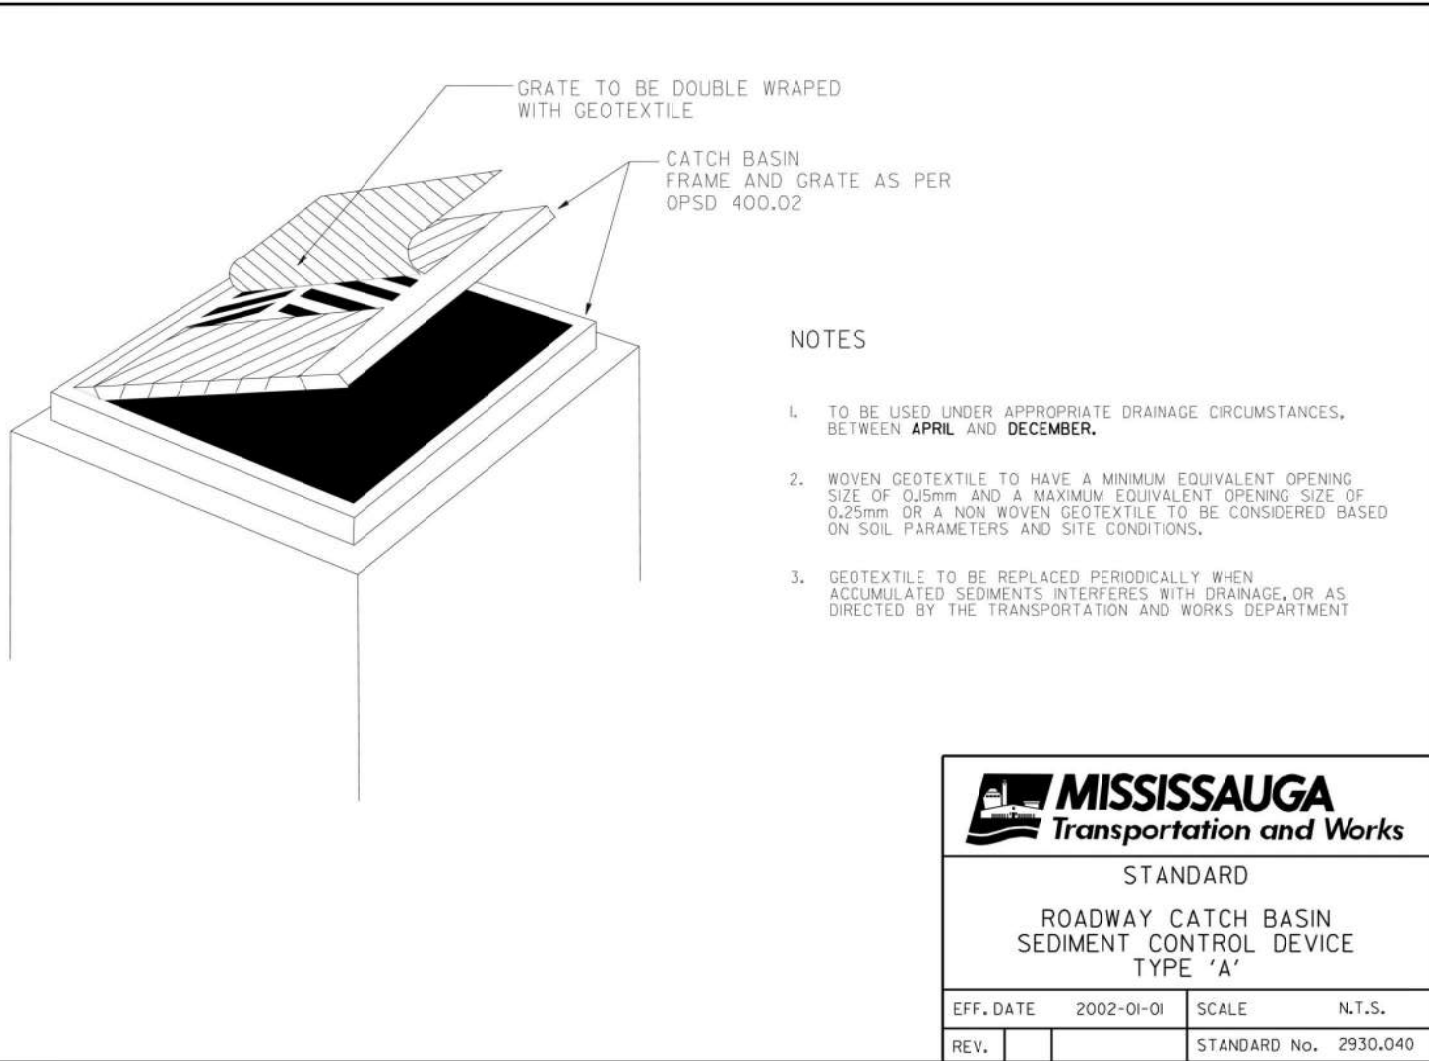 GRATE TO BE DOUBLE WRAPED
WITH GEOTEXTILE
CATCH BASIN
FRAME AND GRATE AS PER
OPSD 400.02
NOTES
1. TO BE USED UNDER APPROPRIATE DRAINAGE CIRCUMSTANCES,
BETWEEN APRIL AND DECEMBER.
2. WOVEN GEOTEXTILE TO HAVE A MINIMUM EQUIVALENT OPENING
SIZE OF 0.15mm AND A MAXIMUM EQUIVALENT OPENING SIZE OF
0.25mm OR A NON WOVEN GEOTEXTILE TO BE CONSIDERED BASED
ON SOIL PARAMETERS AND SITE CONDITIONS.
3. GEOTEXTILE TO BE REPLACED PERIODICALLY WHEN
ACCUMULATED SEDIMENTS INTERFERES WITH DRAINAGE, OR AS
DIRECTED BY THE TRANSPORTATION AND WORKS DEPARTMENT
MISSISSAUGA
Transportation and Works
STANDARD
ROADWAY CATCH BASIN
SEDIMENT CONTROL DEVICE
TYPE 'A'
EFF. DATE 2002-01-01 SCALE N.T.S.
REV. STANDARD No. 2930.040